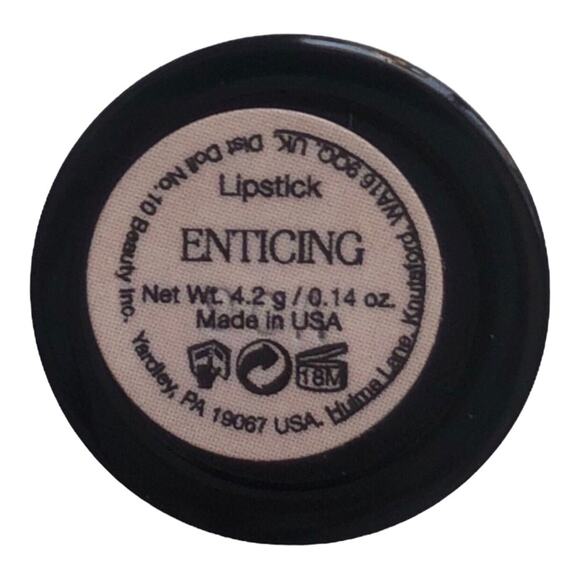 Lipstick
ENTICING
Net Wt. 4.2 g / 0.14 oz.
Made in USA
18M
Dist Doll No.10 Beauty Inc. Yardley, PA 19067 USA. Hulme Lane, Knutsford, WA16 9QQ, UK.